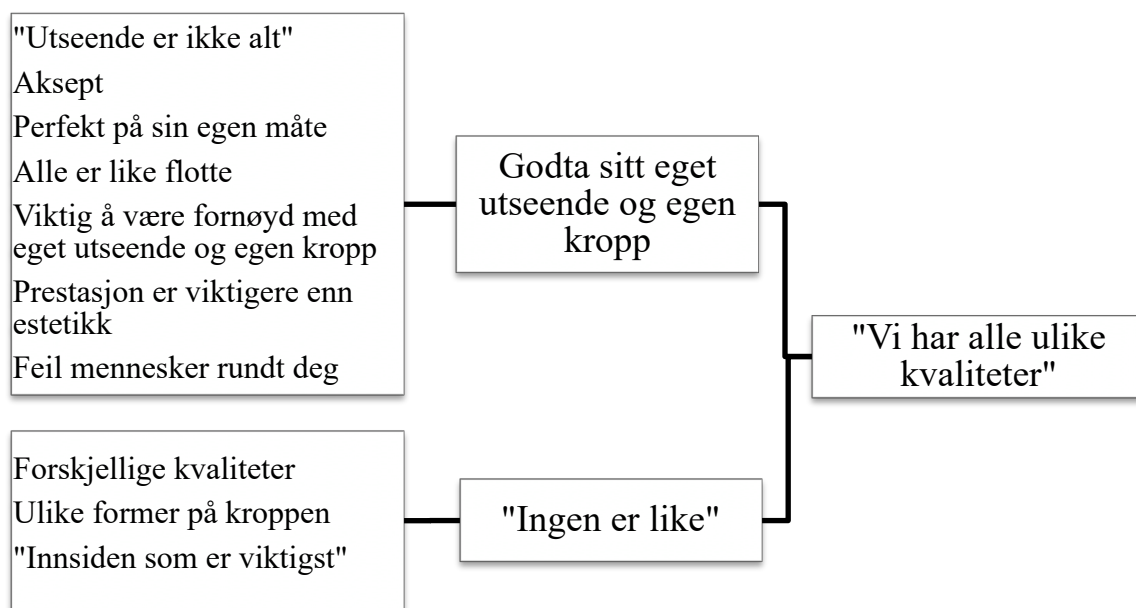 "Utseende er ikke alt"
Aksept
Perfekt på sin egen måte
Alle er like flotte
Viktig å være fornøyd med
eget utseende og egen kropp
Prestasjon er viktigere enn
estetikk
Feil mennesker rundt deg
Godta sitt eget
utseende og egen
kropp
Forskjellige kvaliteter
Ulike former på kroppen
"Innsiden som er viktigst"
"Ingen er like"
"Vi har alle ulike
kvaliteter"